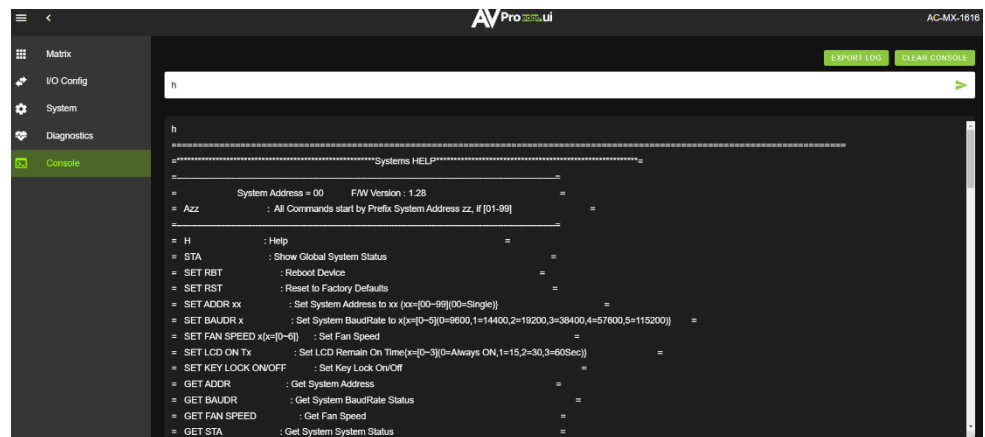 AVPro edge.ui
AC-MX-1616
Matrix
I/O Config
System
Diagnostics
Console
EXPORT LOG
CLEAR CONSOLE
h
h
=*********************************************************Systems HELP*********************************************************=
= System Address = 00 F/W Version : 1.28 =
= Azz : All Commands start by Prefix System Address zz, if [01-99] =
= H : Help =
= STA : Show Global System Status =
= SET RBT : Reboot Device =
= SET RST : Reset to Factory Defaults =
= SET ADDR xx : Set System Address to xx {xx=[00~99](00=Single)} =
= SET BAUDR x : Set System BaudRate to x{x=[0~5](0=9600,1=14400,2=19200,3=38400,4=57600,5=115200)} =
= SET FAN SPEED x{x=[0~6]} : Set Fan Speed =
= SET LCD ON Tx : Set LCD Remain On Time{x=[0~3](0=Always ON,1=15,2=30,3=60Sec)} =
= SET KEY LOCK ON/OFF : Set Key Lock On/Off =
= GET ADDR : Get System Address =
= GET BAUDR : Get System BaudRate Status =
= GET FAN SPEED : Get Fan Speed =
= GET STA : Get System System Status =